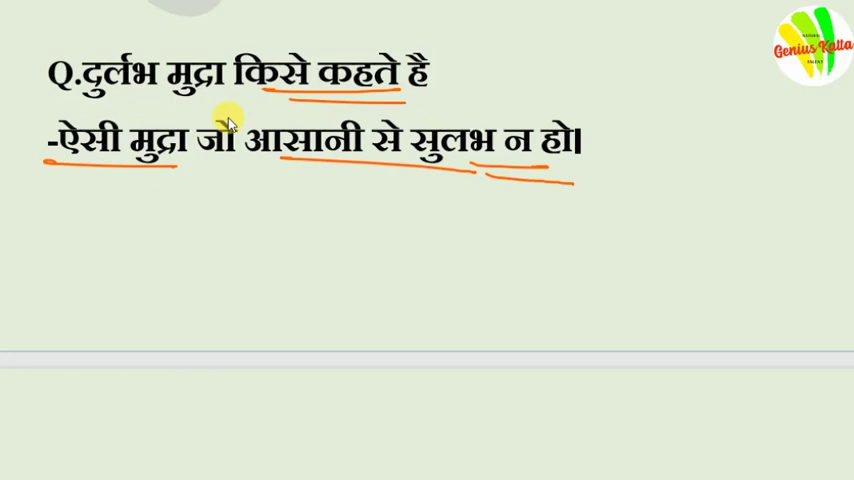 Q.दुर्लभ मुद्रा किसे कहते है
-ऐसी मुद्रा जो आसानी से सुलभ न हो।
Genius Katta